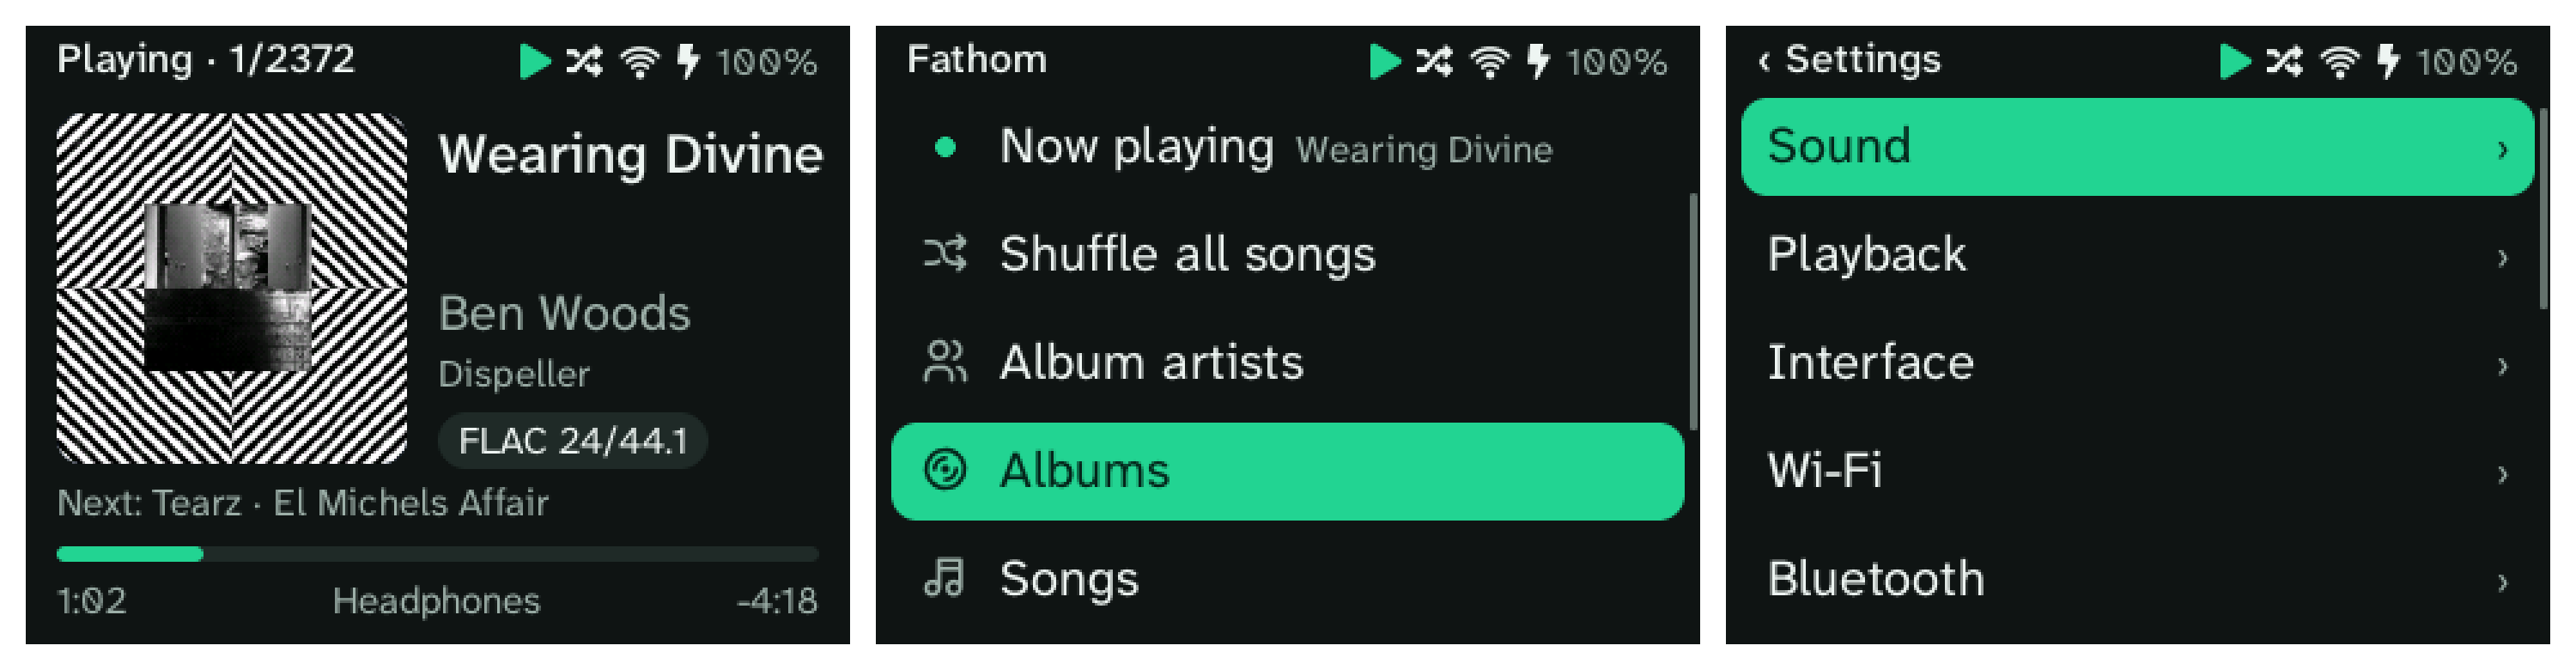 Playing · 1/2372 100%
Wearing Divine
Ben Woods
Dispeller
FLAC 24/44.1
Next: Tearz · El Michels Affair
1:02 Headphones -4:18
Fathom 100%
Now playing Wearing Divine
Shuffle all songs
Album artists
Albums
Songs
‹ Settings 100%
Sound ›
Playback ›
Interface ›
Wi-Fi ›
Bluetooth ›